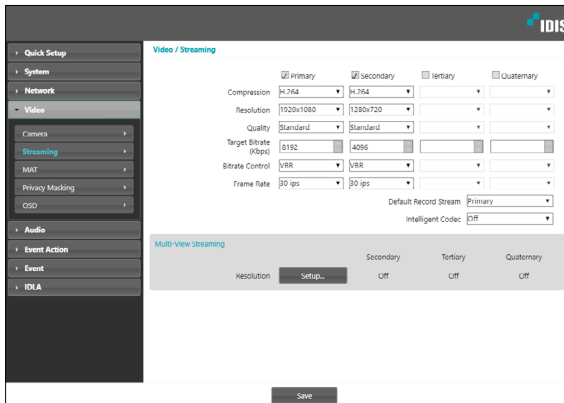 IDIS
Quick Setup
System
Network
Video
Camera
Streaming
MAT
Privacy Masking
OSD
Audio
Event Action
Event
IDLA
Video / Streaming
Primary Secondary Tertiary Quaternary
Compression H.264 H.264
Resolution 1920x1080 1280x720
Quality Standard Standard
Target Bitrate
(Kbps) 8192 4096
Bitrate Control VBR VBR
Frame Rate 30 ips 30 ips
Default Record Stream Primary
Intelligent Codec Off
Multi-View Streaming
Secondary Tertiary Quaternary
Resolution Setup... Off Off Off
Save